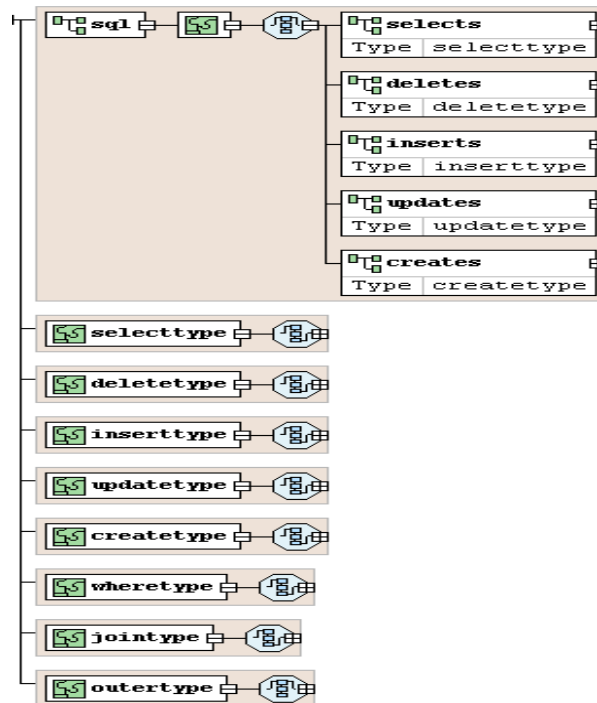 sql
selects
Type selecttype
deletes
Type deletetype
inserts
Type inserttype
updates
Type updatetype
creates
Type createtype
selecttype
deletetype
inserttype
updatetype
createtype
wheretype
jointype
outertype